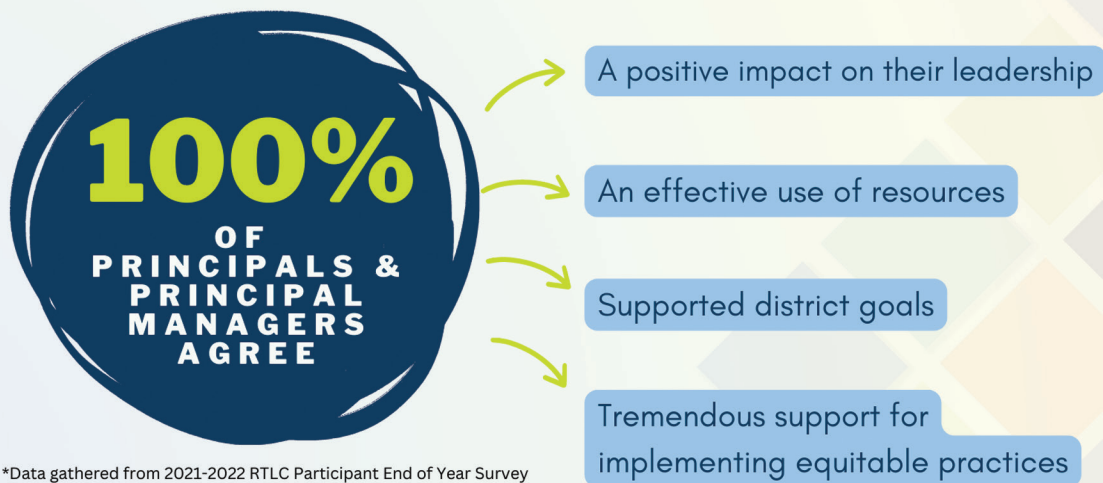 100%
OF
PRINCIPALS &
PRINCIPAL
MANAGERS
AGREE
A positive impact on their leadership
An effective use of resources
Supported district goals
Tremendous support for
implementing equitable practices
*Data gathered from 2021-2022 RTLC Participant End of Year Survey